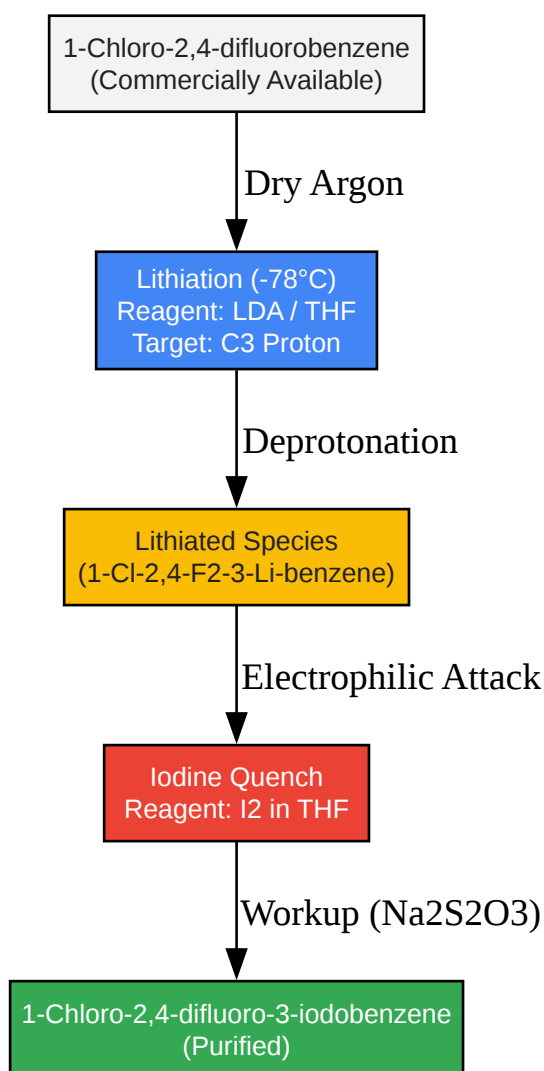 1-Chloro-2,4-difluorobenzene
(Commercially Available)
Dry Argon
Lithiation (-78°C)
Reagent: LDA / THF
Target: C3 Proton
Deprotonation
Lithiated Species
(1-Cl-2,4-F2-3-Li-benzene)
Electrophilic Attack
Iodine Quench
Reagent: I2 in THF
Workup (Na2S2O3)
1-Chloro-2,4-difluoro-3-iodobenzene
(Purified)